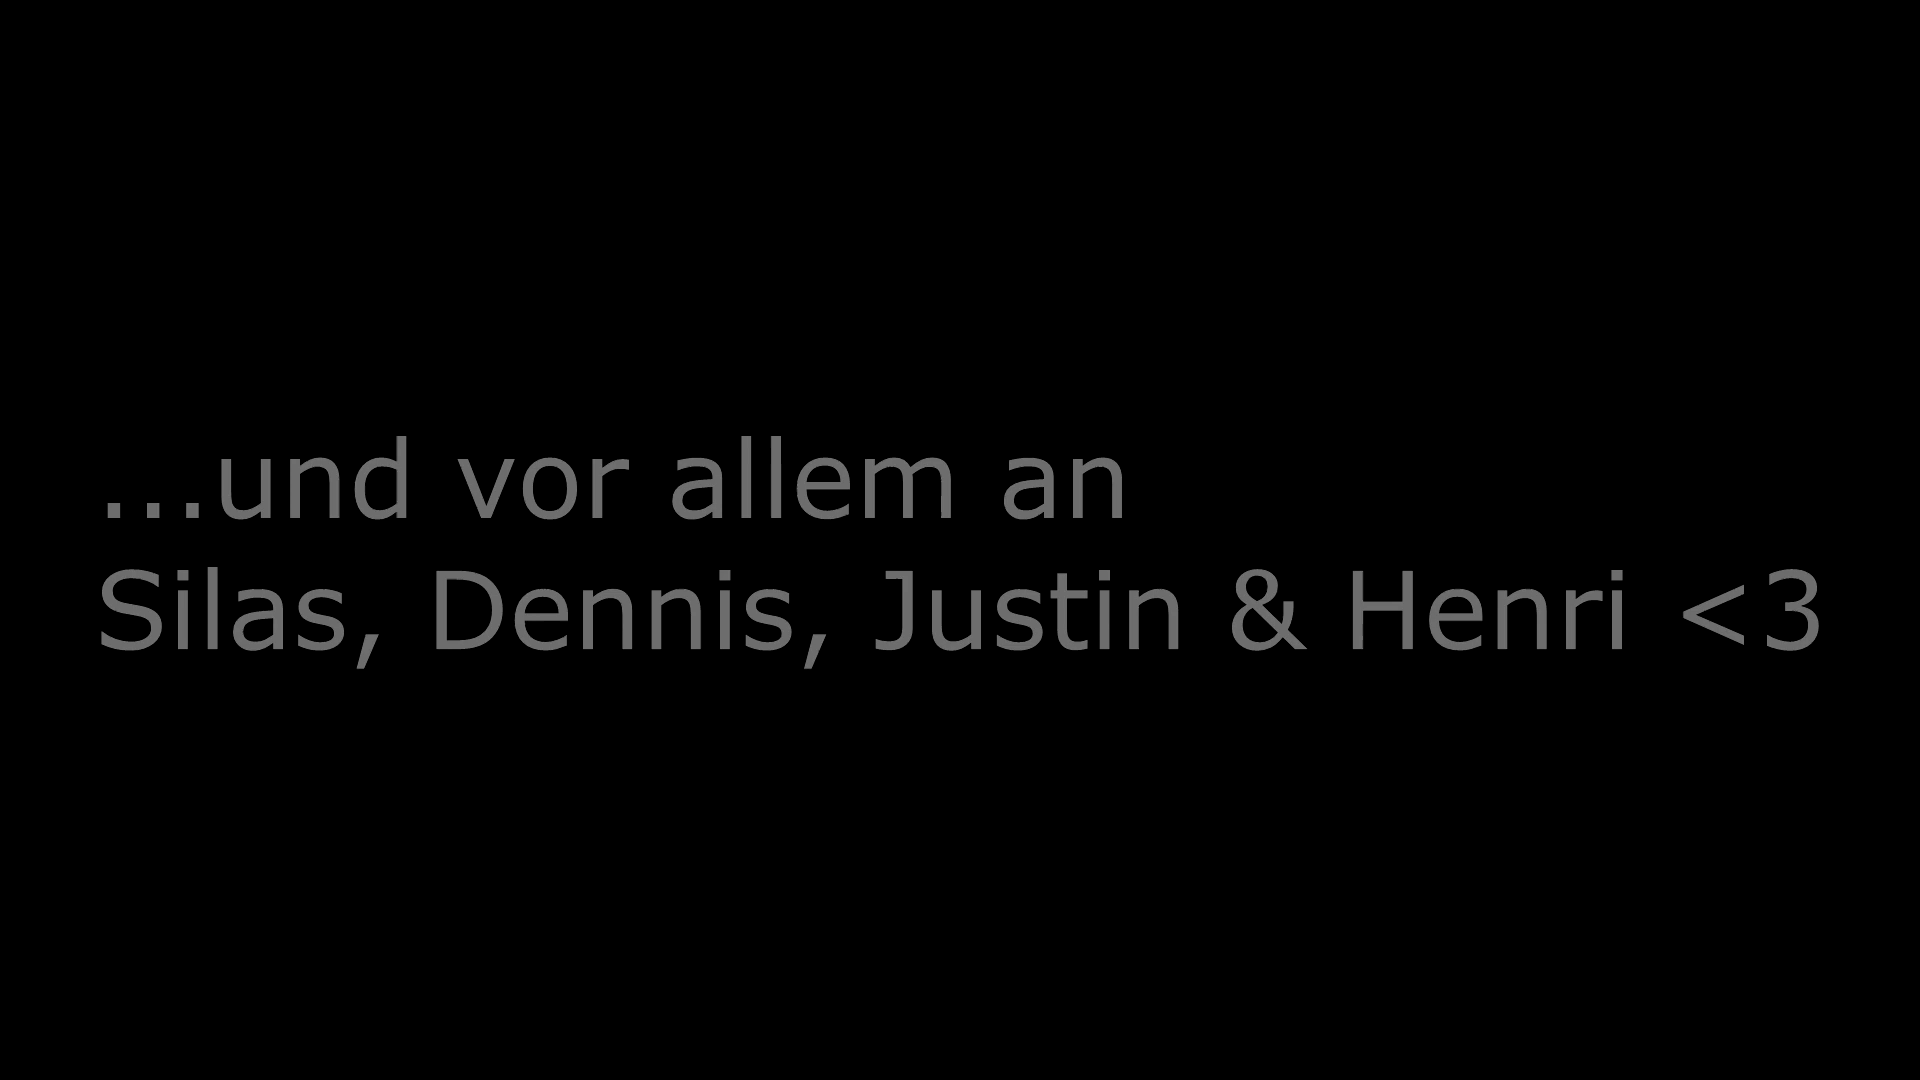 ...und vor allem an
Silas, Dennis, Justin & Henri <3